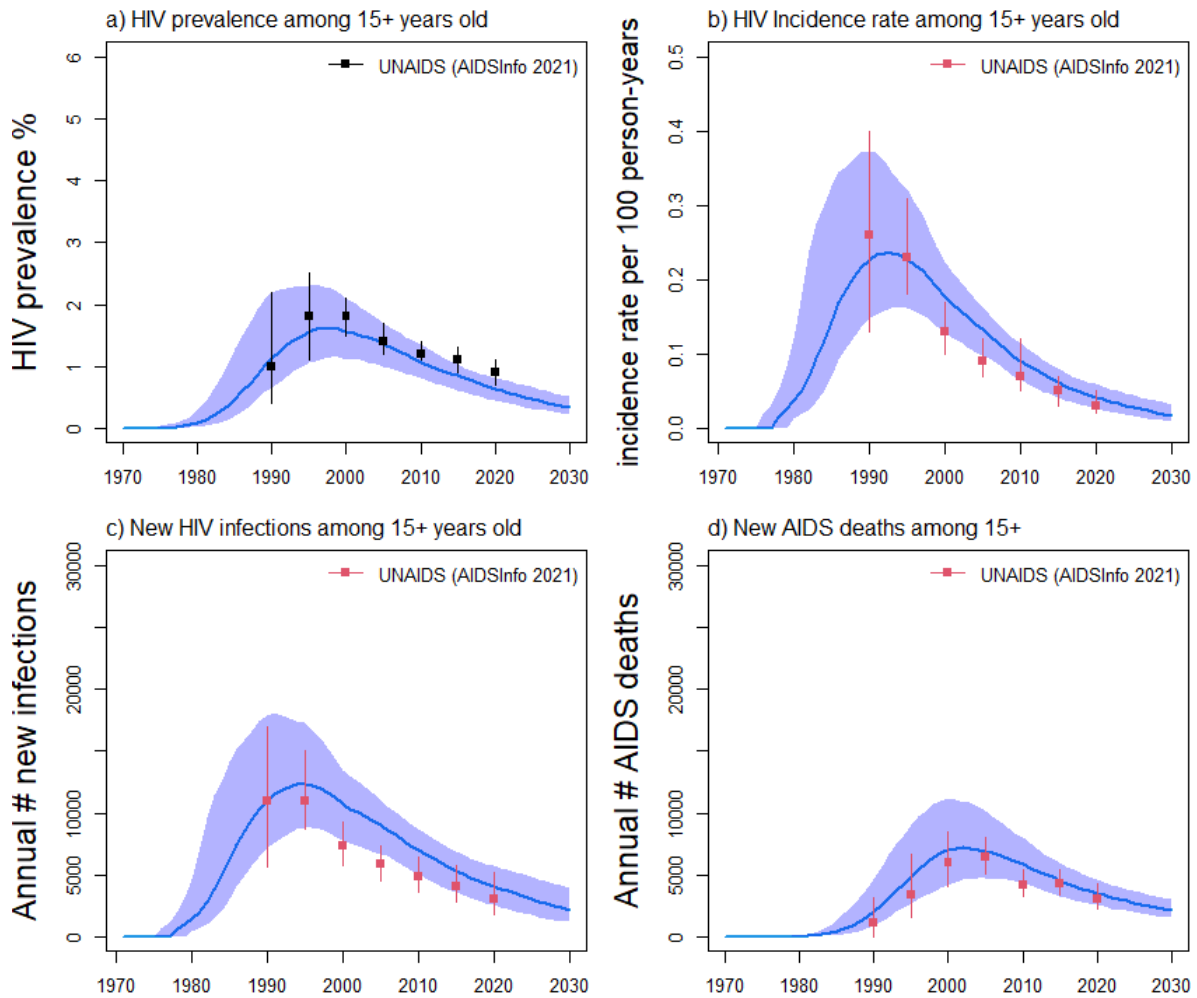 a) HIV prevalence among 15+ years old
HIV prevalence %
6
5
4
3
2
1
0
UNAIDS (AIDSInfo 2021)
1970 1980 1990 2000 2010 2020 2030
b) HIV Incidence rate among 15+ years old
incidence rate per 100 person-years
0.5
0.4
0.3
0.2
0.1
0.0
UNAIDS (AIDSInfo 2021)
1970 1980 1990 2000 2010 2020 2030
c) New HIV infections among 15+ years old
Annual # new infections
30000
20000
10000
5000
0
UNAIDS (AIDSInfo 2021)
1970 1980 1990 2000 2010 2020 2030
d) New AIDS deaths among 15+
Annual # AIDS deaths
30000
20000
10000
5000
0
UNAIDS (AIDSInfo 2021)
1970 1980 1990 2000 2010 2020 2030